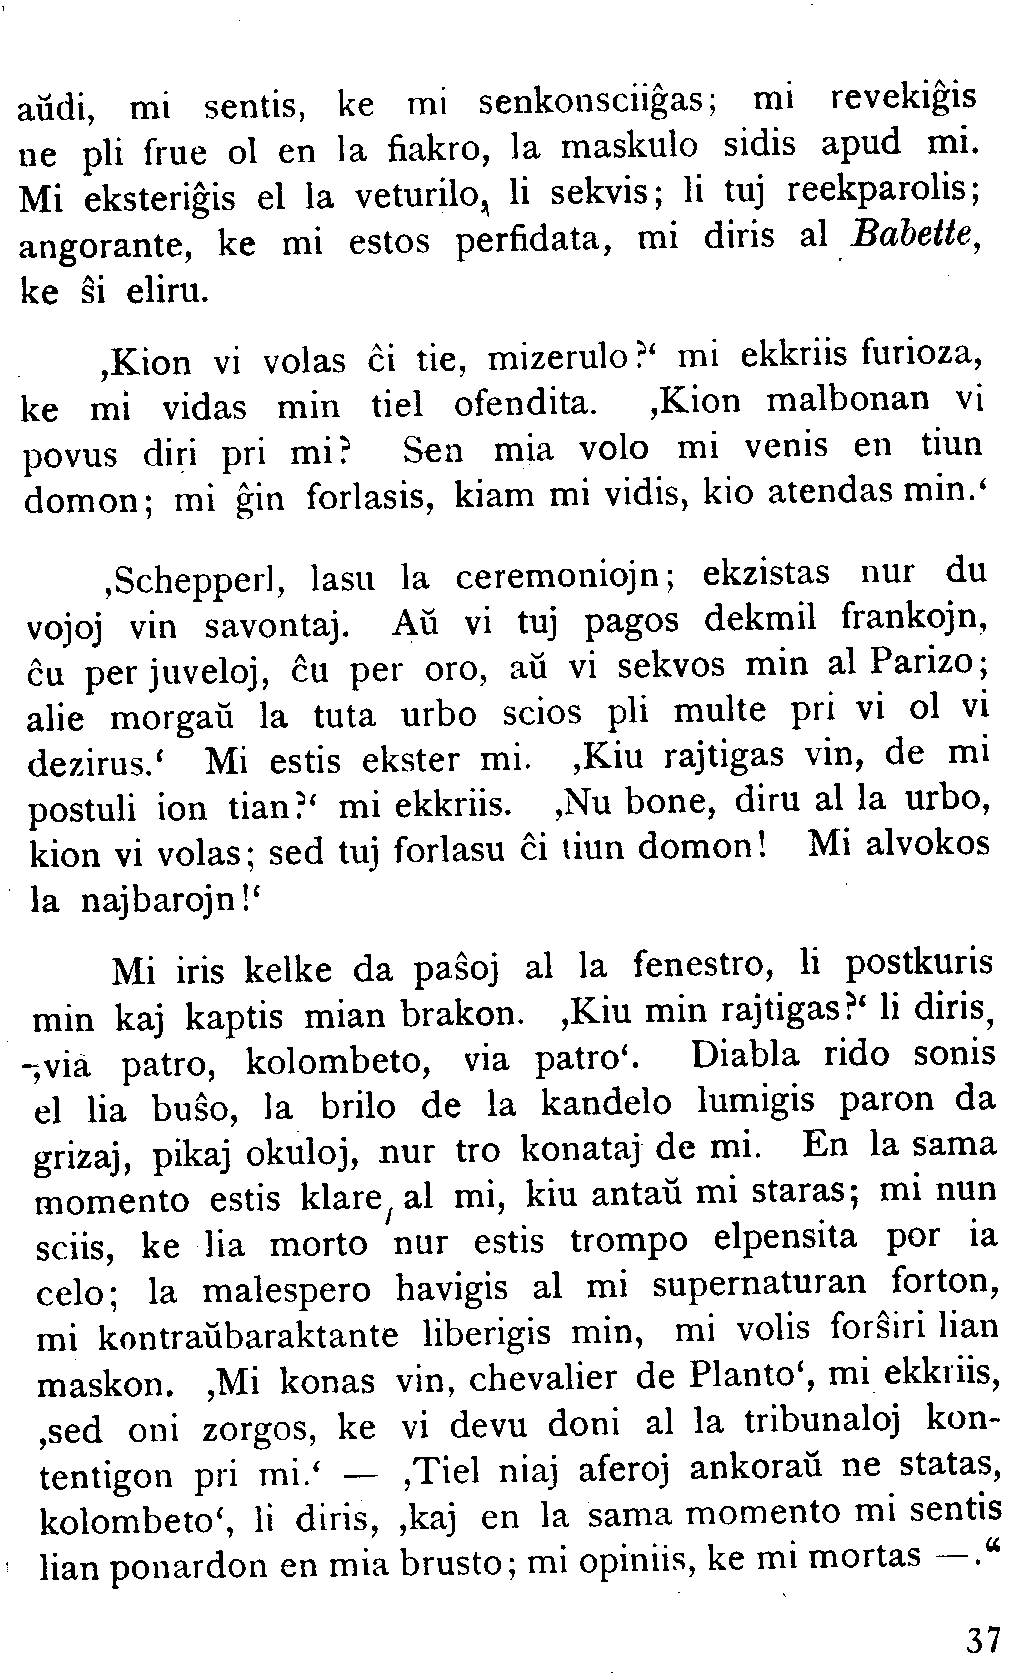 aŭdi, mi sentis, ke mi senkonsciiĝas; mi revekiĝis
ne pli frue ol en la fiakro, la maskulo sidis apud mi.
Mi eksteriĝis el la veturilo, li sekvis; li tuj reekparolis;
angorante, ke mi estos perfidata, mi diris al Babette,
ke ŝi eliru.
‚Kion vi volas ĉi tie, mizerulo?‘ mi ekkriis furioza,
ke mi vidas min tiel ofendita. ‚Kion malbonan vi
povus diri pri mi? Sen mia volo mi venis en tiun
domon; mi ĝin forlasis, kiam mi vidis, kio atendas min.‘
‚Schepperl, lasu la ceremoniojn; ekzistas nur du
vojoj vin savontaj. Aŭ vi tuj pagos dekmil frankojn,
ĉu per juveloj, ĉu per oro, aŭ vi sekvos min al Parizo;
alie morgaŭ la tuta urbo scios pli multe pri vi ol vi
dezirus.‘ Mi estis ekster mi. ‚Kiu rajtigas vin, de mi
postuli ion tian?‘ mi ekkriis. ‚Nu bone, diru al la urbo,
kion vi volas; sed tuj forlasu ĉi tiun domon! Mi alvokos
la najbarojn!‘
Mi iris kelke da paŝoj al la fenestro, li postkuris
min kaj kaptis mian brakon. ‚Kiu min rajtigas?‘ li diris,
‚via patro, kolombeto, via patro‘. Diabla rido sonis
el lia buŝo, la brilo de la kandelo lumigis paron da
grizaj, pikaj okuloj, nur tro konataj de mi. En la sama
momento estis klare al mi, kiu antaŭ mi staras; mi nun
sciis, ke lia morto nur estis trompo elpensita por ia
celo; la malespero havigis al mi supernaturan forton,
mi kontraŭbaraktante liberigis min, mi volis forŝiri lian
maskon. ‚Mi konas vin, chevalier de Planto‘, mi ekkriis,
‚sed oni zorgos, ke vi devu doni al la tribunaloj kon-
tentigon pri mi.‘ — ‚Tiel niaj aferoj ankoraŭ ne statas,
kolombeto‘, li diris, ‚kaj en la sama momento mi sentis
lian ponardon en mia brusto; mi opiniis, ke mi mortas —.“
37